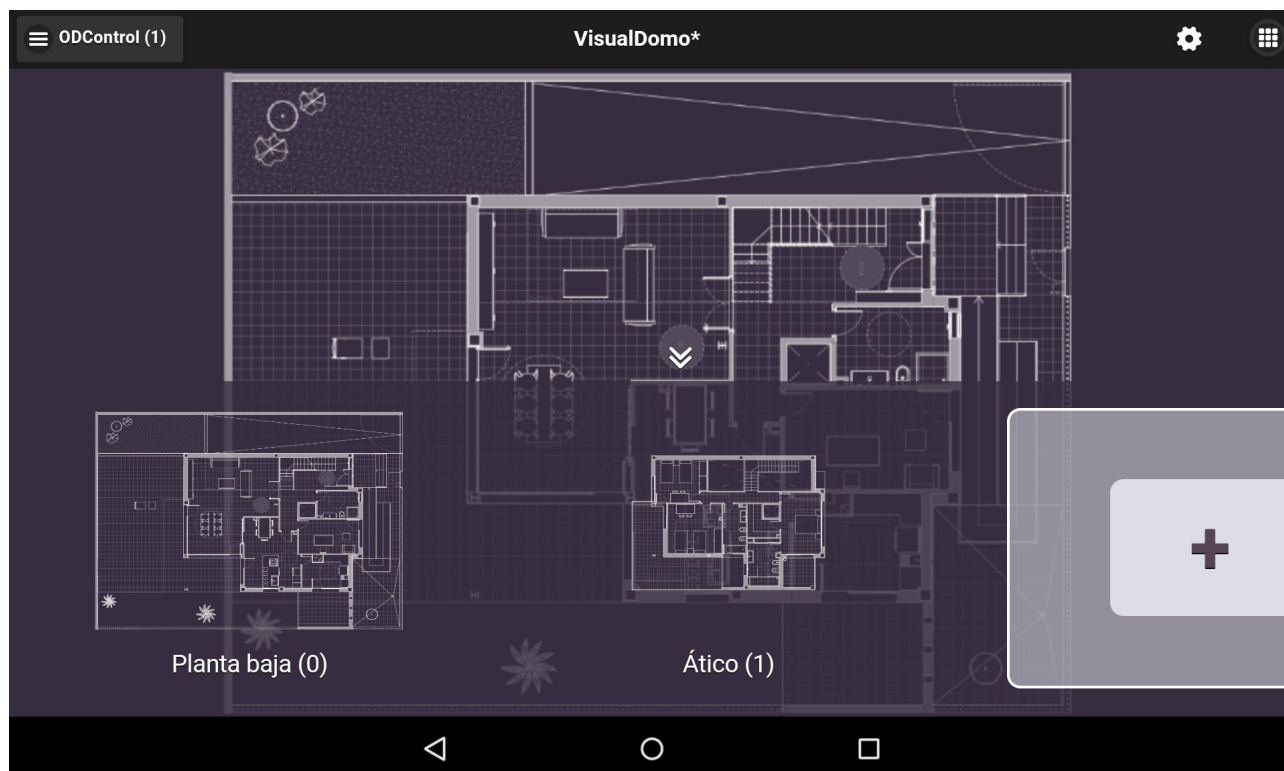 ODControl (1)
VisualDomo*
Planta baja (0)
Ático (1)